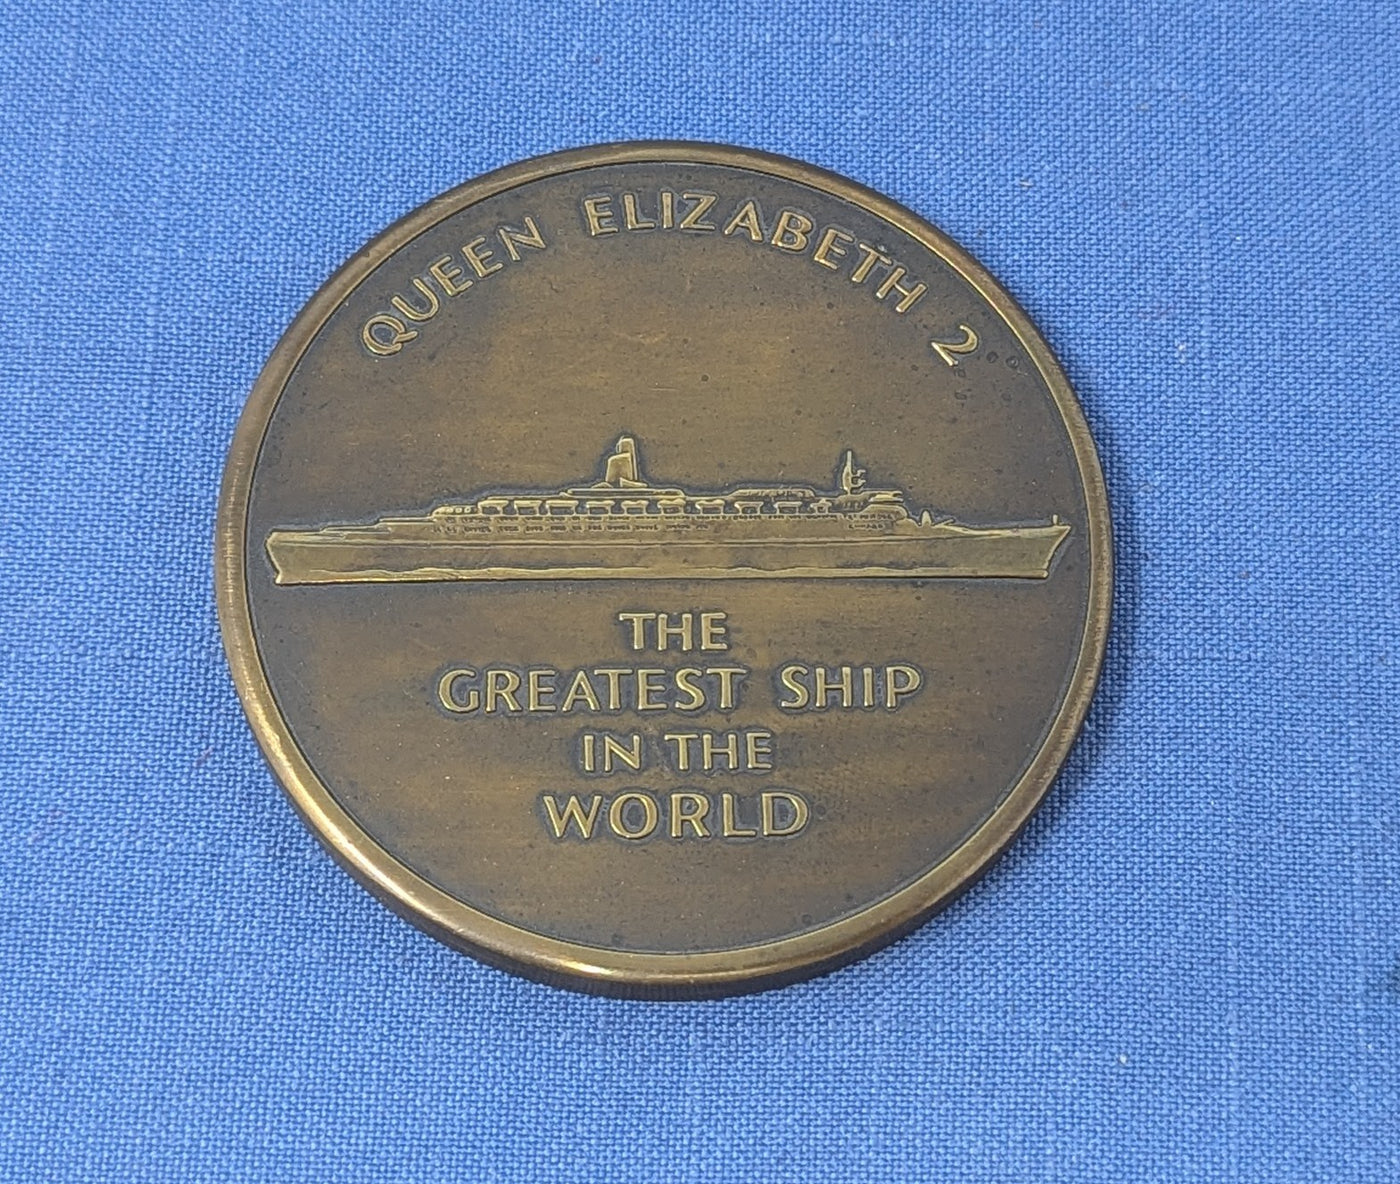 QUEEN ELIZABETH 2
THE
GREATEST SHIP
IN THE
WORLD